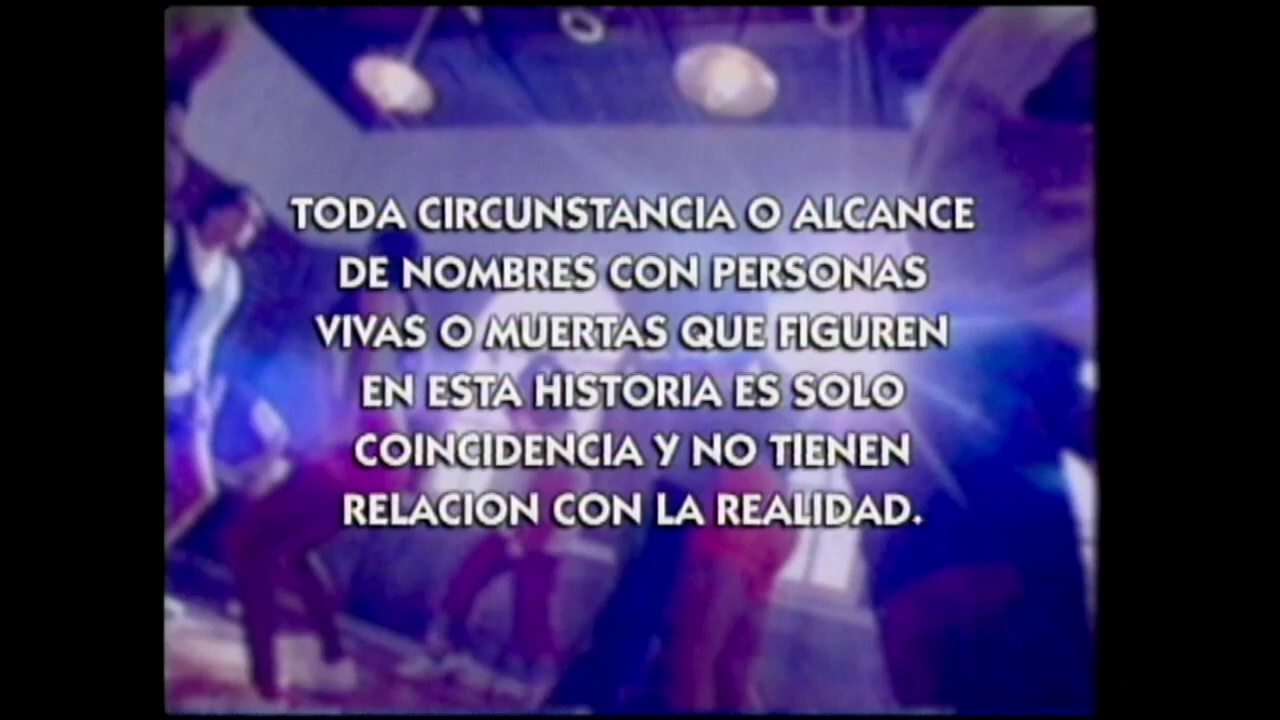 TODA CIRCUNSTANCIA O ALCANCE
DE NOMBRES CON PERSONAS
VIVAS O MUERTAS QUE FIGUREN
EN ESTA HISTORIA ES SOLO
COINCIDENCIA Y NO TIENEN
RELACION CON LA REALIDAD.